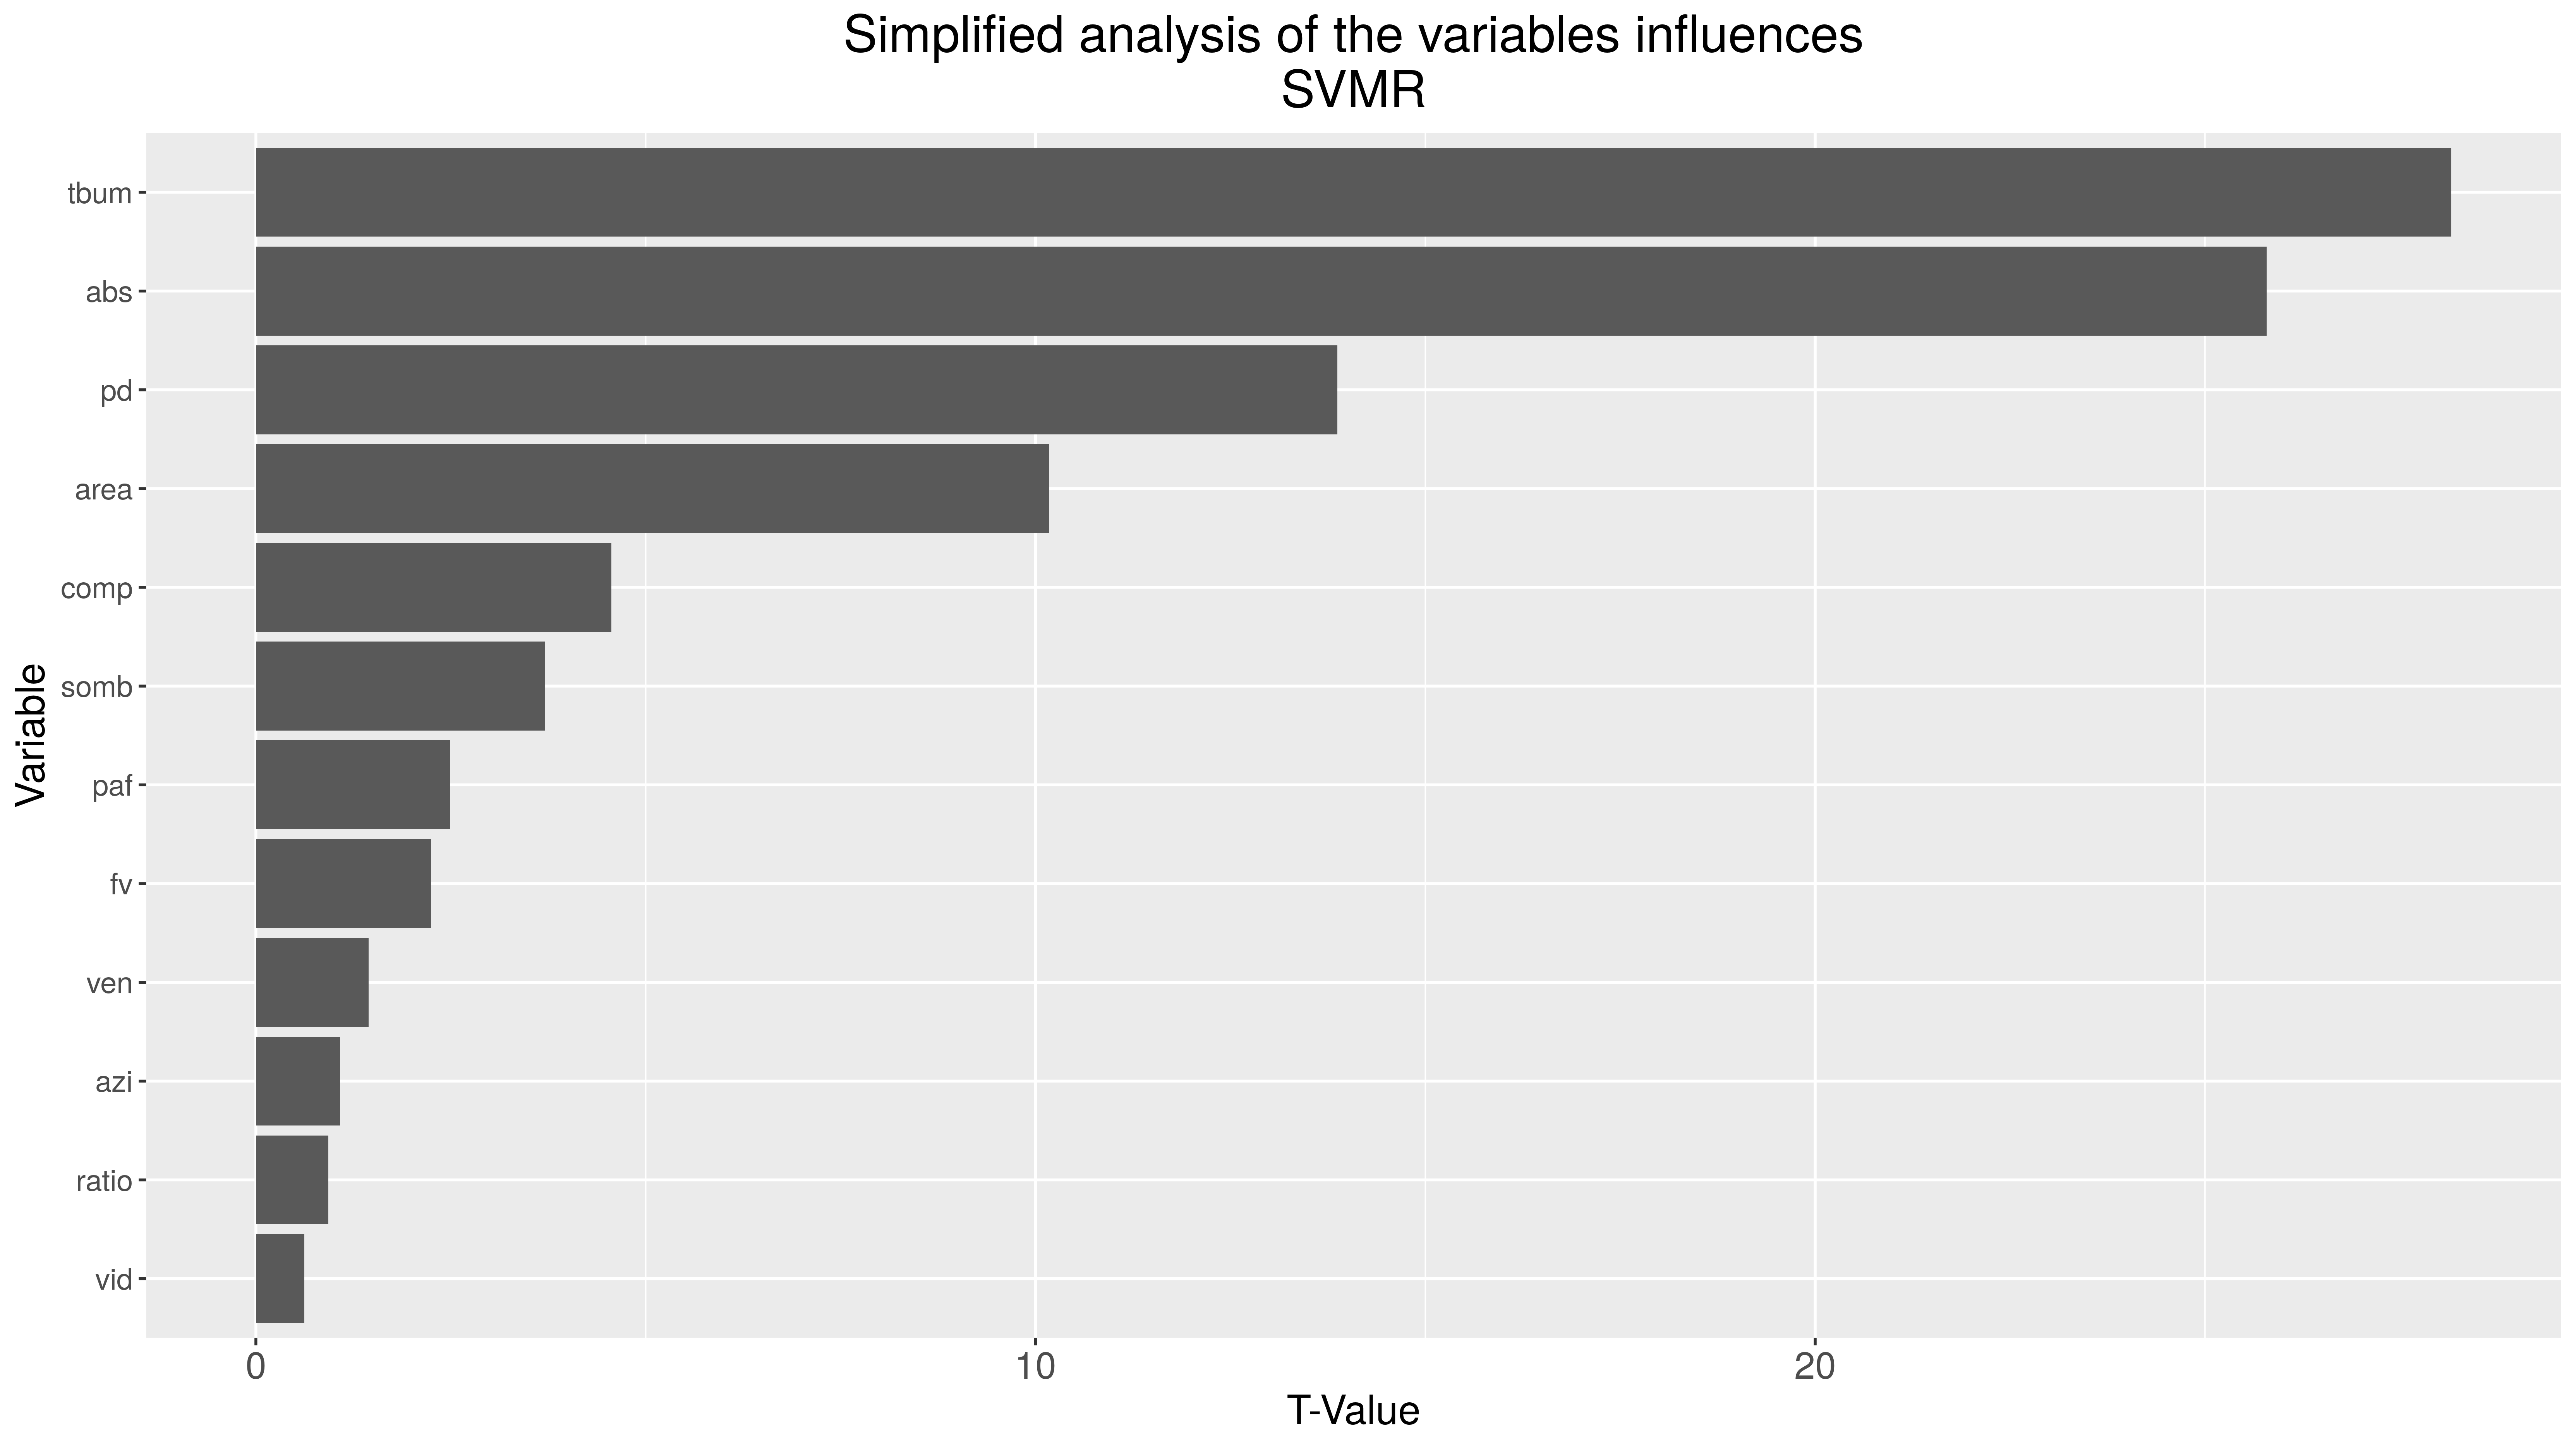 Simplified analysis of the variables influences
SVMR
Variable
tbum
abs
pd
area
comp
somb
paf
fv
ven
azi
ratio
vid
0 10 20
T-Value